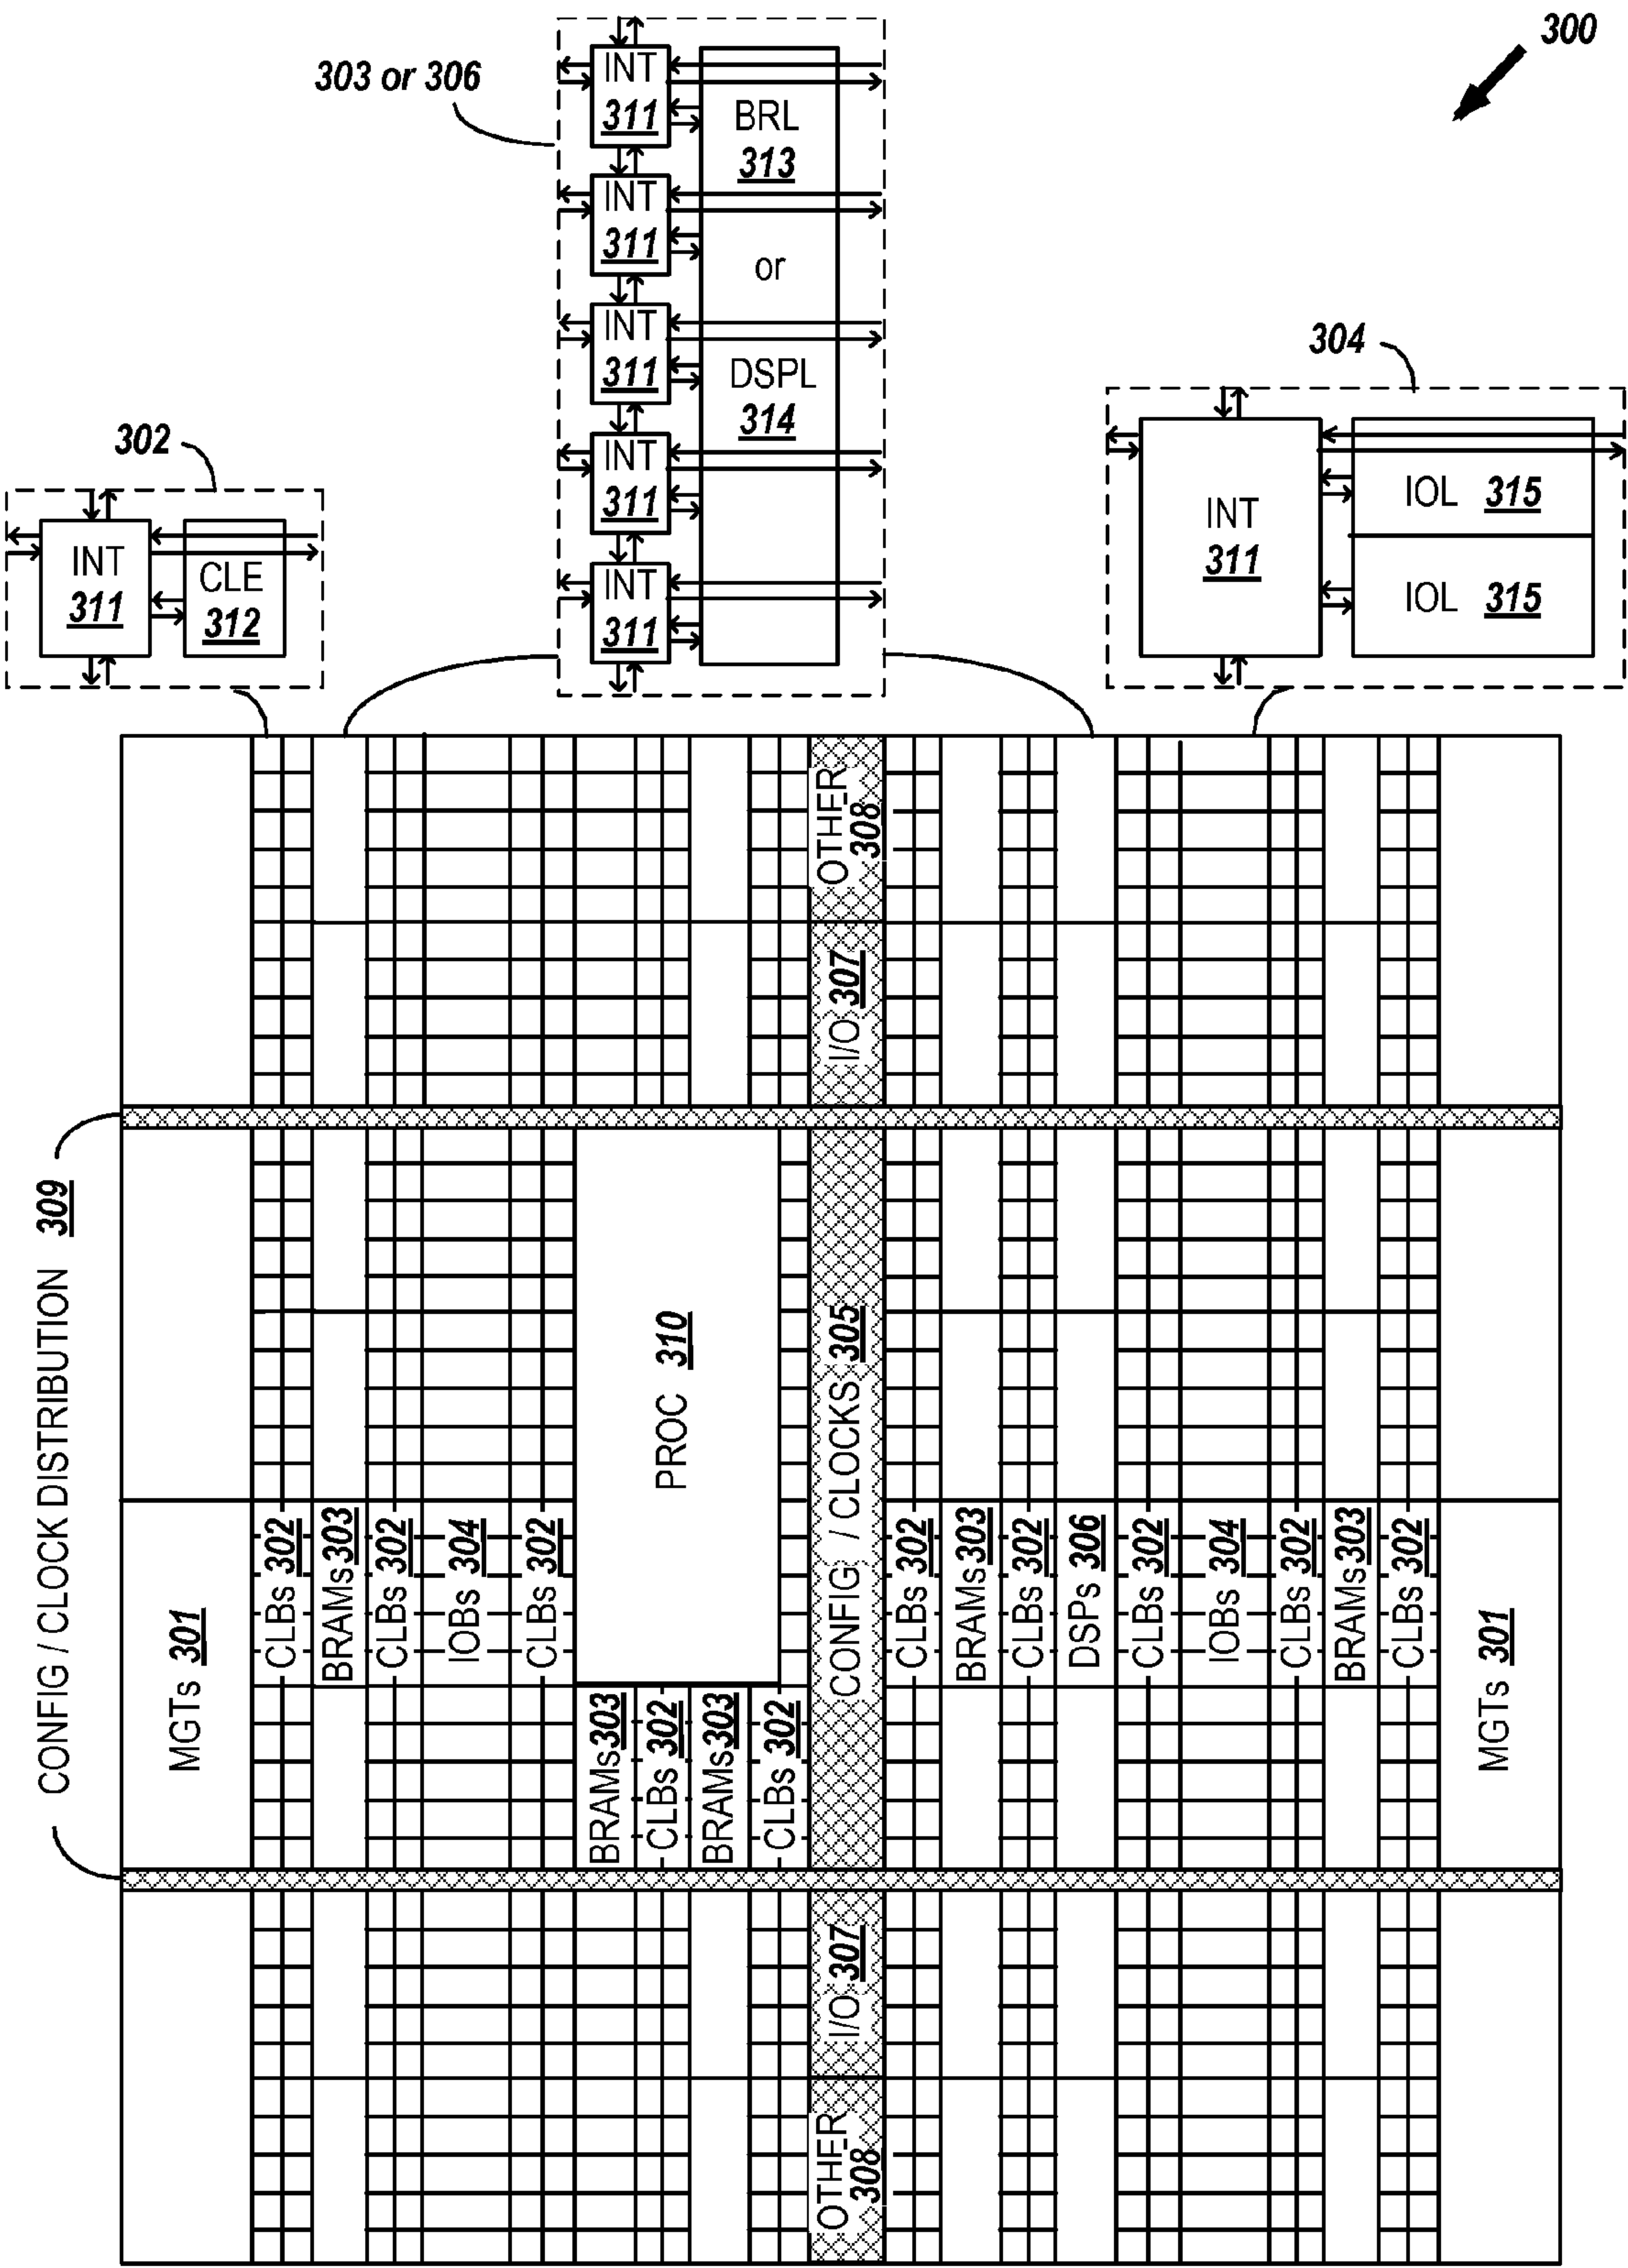 300
303 or 306
INT
311
INT
311
INT
311
INT
311
INT
311
BRL
313
or
DSPL
314
302
INT
311
CLE
312
304
INT
311
IOL 315
IOL 315
CONFIG / CLOCK DISTRIBUTION 309
OTHER
308
I/O 307
MGTs 301
CLBs 302
BRAMs 303
CLBs 302
IOBs 304
CLBs 302
PROC 310
BRAMs 303
CLBs 302
BRAMs 303
CLBs 302
CONFIG / CLOCKS 305
CLBs 302
BRAMs 303
CLBs 302
DSPs 306
CLBs 302
IOBs 304
CLBs 302
BRAMs 303
CLBs 302
MGTs 301
I/O 307
OTHER
308